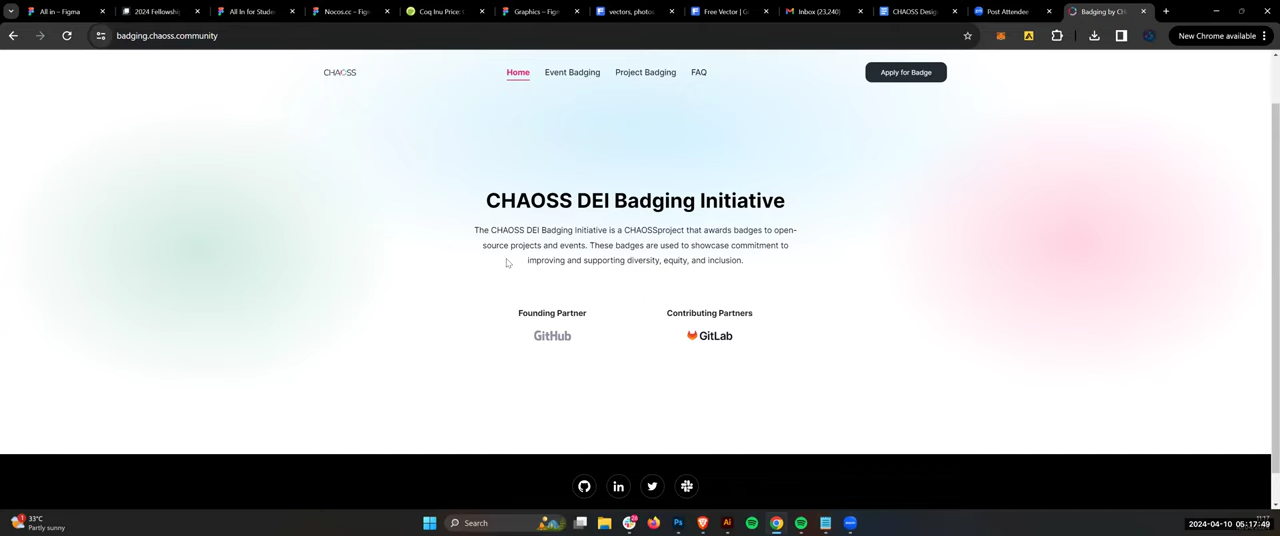 All in – Figma
2024 Fellowship
All In for Stude
Nocos.cc – Fig
Coq Inu Price:
Graphics – Fig
vectors, photos
Free Vector | G
Inbox (23,240)
CHAOSS Desig
Post Attendee
Badging by CH
badging.chaoss.community
New Chrome available
CHAOSS
Home
Event Badging
Project Badging
FAQ
Apply for Badge
CHAOSS DEI Badging Initiative
The CHAOSS DEI Badging Initiative is a CHAOSSproject that awards badges to open-
source projects and events. These badges are used to showcase commitment to
improving and supporting diversity, equity, and inclusion.
Founding Partner
Contributing Partners
GitHub
GitLab
33°C
Partly sunny
Search
2024-04-10 05:17:49